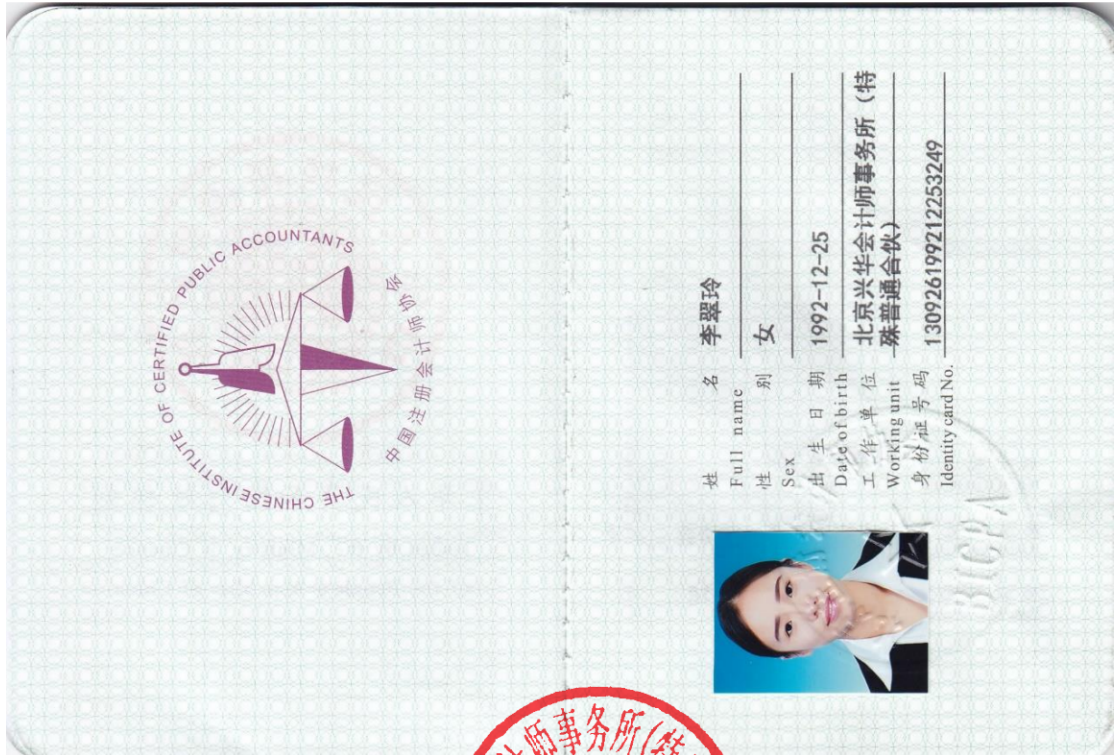 THE CHINESE INSTITUTE OF CERTIFIED PUBLIC ACCOUNTANTS
中国注册会计师协会
姓 名 李翠玲
Full name
性 别 女
Sex
出 生 日 期 1992-12-25
Date of birth
工 作 单 位 北京兴华会计师事务所（特
Working unit 殊普通合伙）
身 份 证 号 码 130926199212253249
Identity card No.
BICPA
计师事务所(特